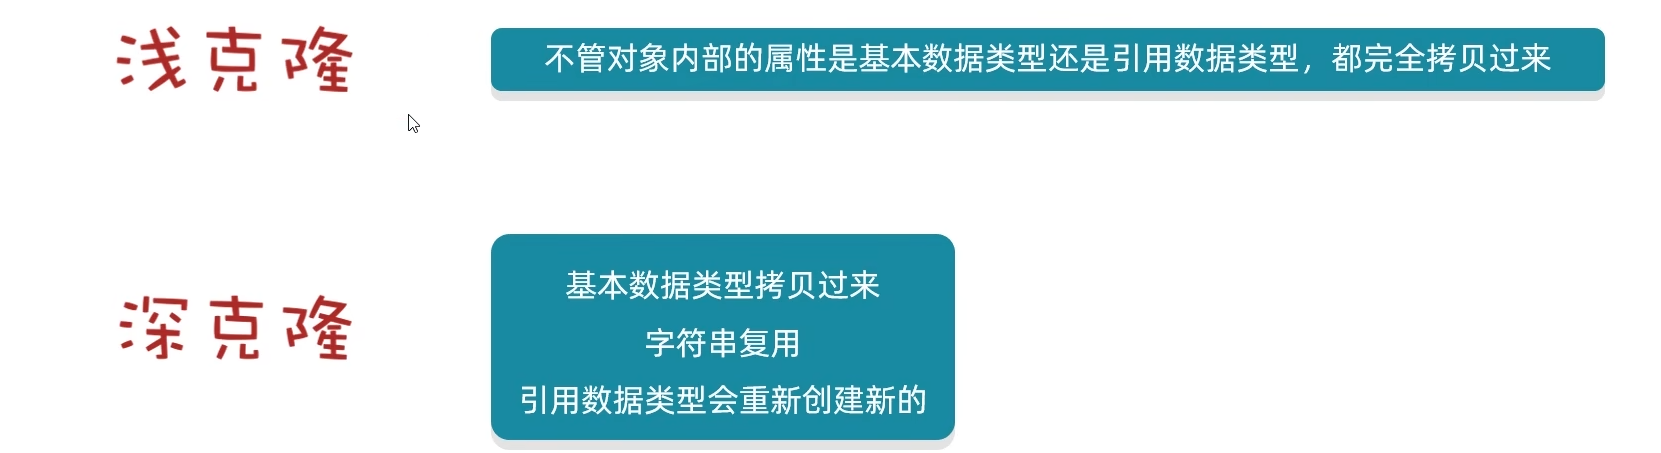 浅克隆
不管对象内部的属性是基本数据类型还是引用数据类型，都完全拷贝过来
深克隆
基本数据类型拷贝过来
字符串复用
引用数据类型会重新创建新的